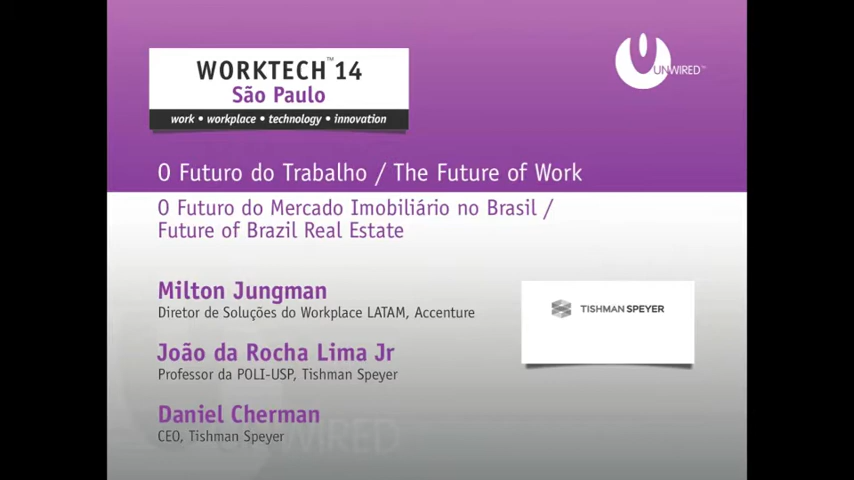 WORKTECH™14
São Paulo
work • workplace • technology • innovation
UNWIRED™
O Futuro do Trabalho / The Future of Work
O Futuro do Mercado Imobiliário no Brasil /
Future of Brazil Real Estate
Milton Jungman
Diretor de Soluções do Workplace LATAM, Accenture
João da Rocha Lima Jr
Professor da POLI-USP, Tishman Speyer
TISHMAN SPEYER
Daniel Cherman
CEO, Tishman Speyer
UNWIRED